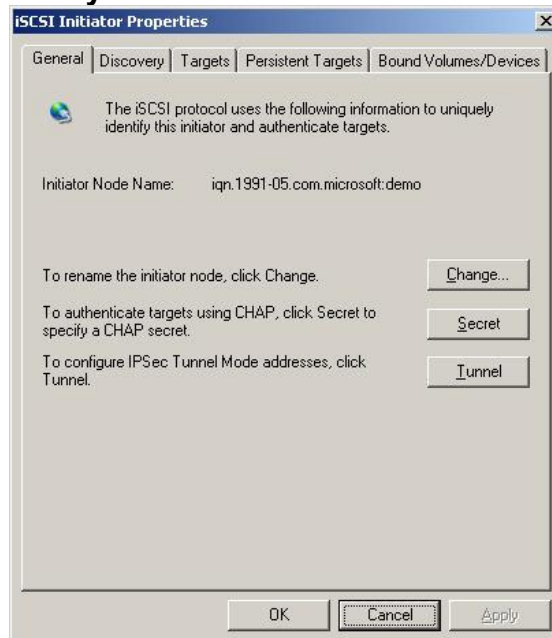 iSCSI Initiator Properties
General
Discovery
Targets
Persistent Targets
Bound Volumes/Devices
The iSCSI protocol uses the following information to uniquely
identify this initiator and authenticate targets.
Initiator Node Name: iqn.1991-05.com.microsoft:demo
To rename the initiator node, click Change.
Change...
To authenticate targets using CHAP, click Secret to
specify a CHAP secret.
Secret
To configure IPSec Tunnel Mode addresses, click
Tunnel.
Tunnel
OK
Cancel
Apply